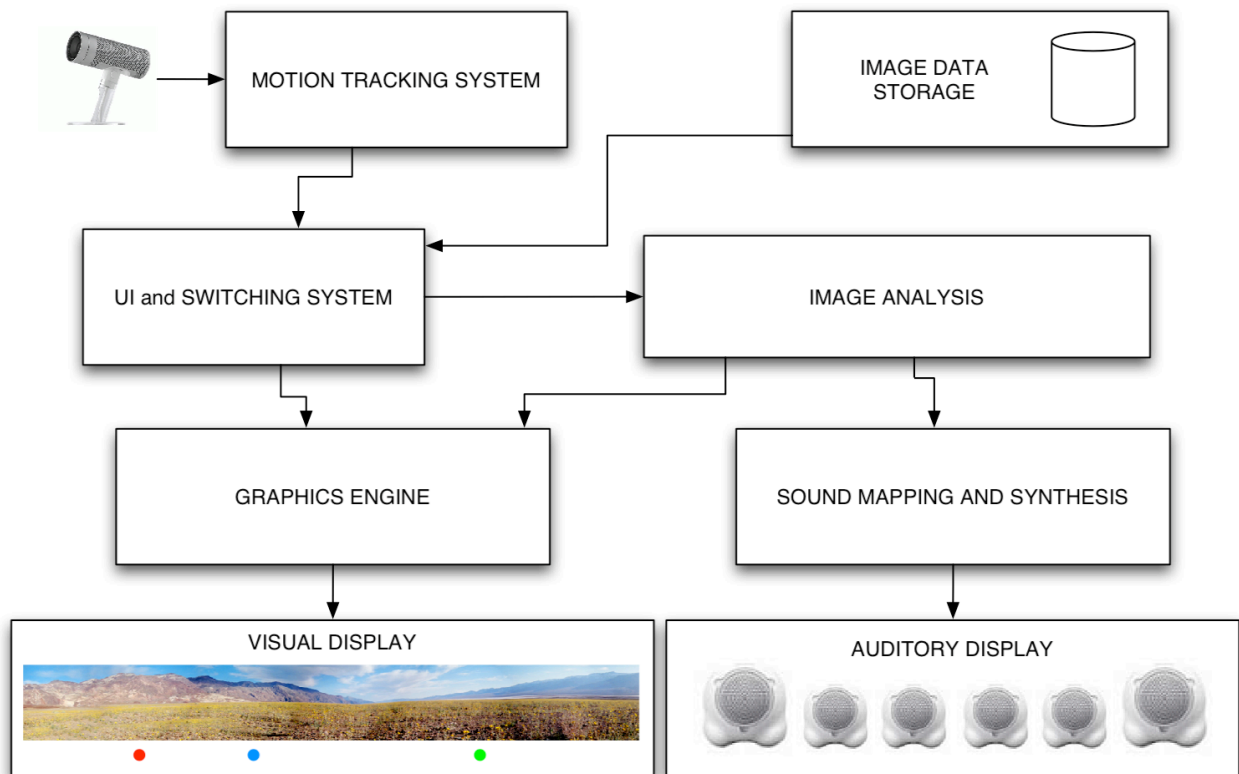 MOTION TRACKING SYSTEM
IMAGE DATA
STORAGE
UI and SWITCHING SYSTEM
IMAGE ANALYSIS
GRAPHICS ENGINE
SOUND MAPPING AND SYNTHESIS
VISUAL DISPLAY
AUDITORY DISPLAY